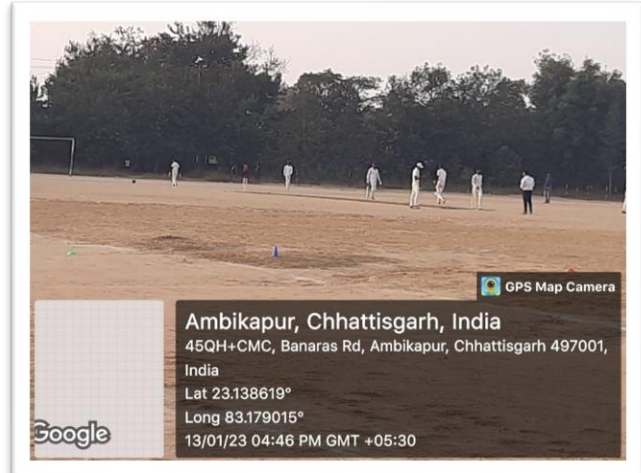 GPS Map Camera
Ambikapur, Chhattisgarh, India
45QH+CMC, Banaras Rd, Ambikapur, Chhattisgarh 497001,
India
Lat 23.138619°
Long 83.179015°
13/01/23 04:46 PM GMT +05:30
Google